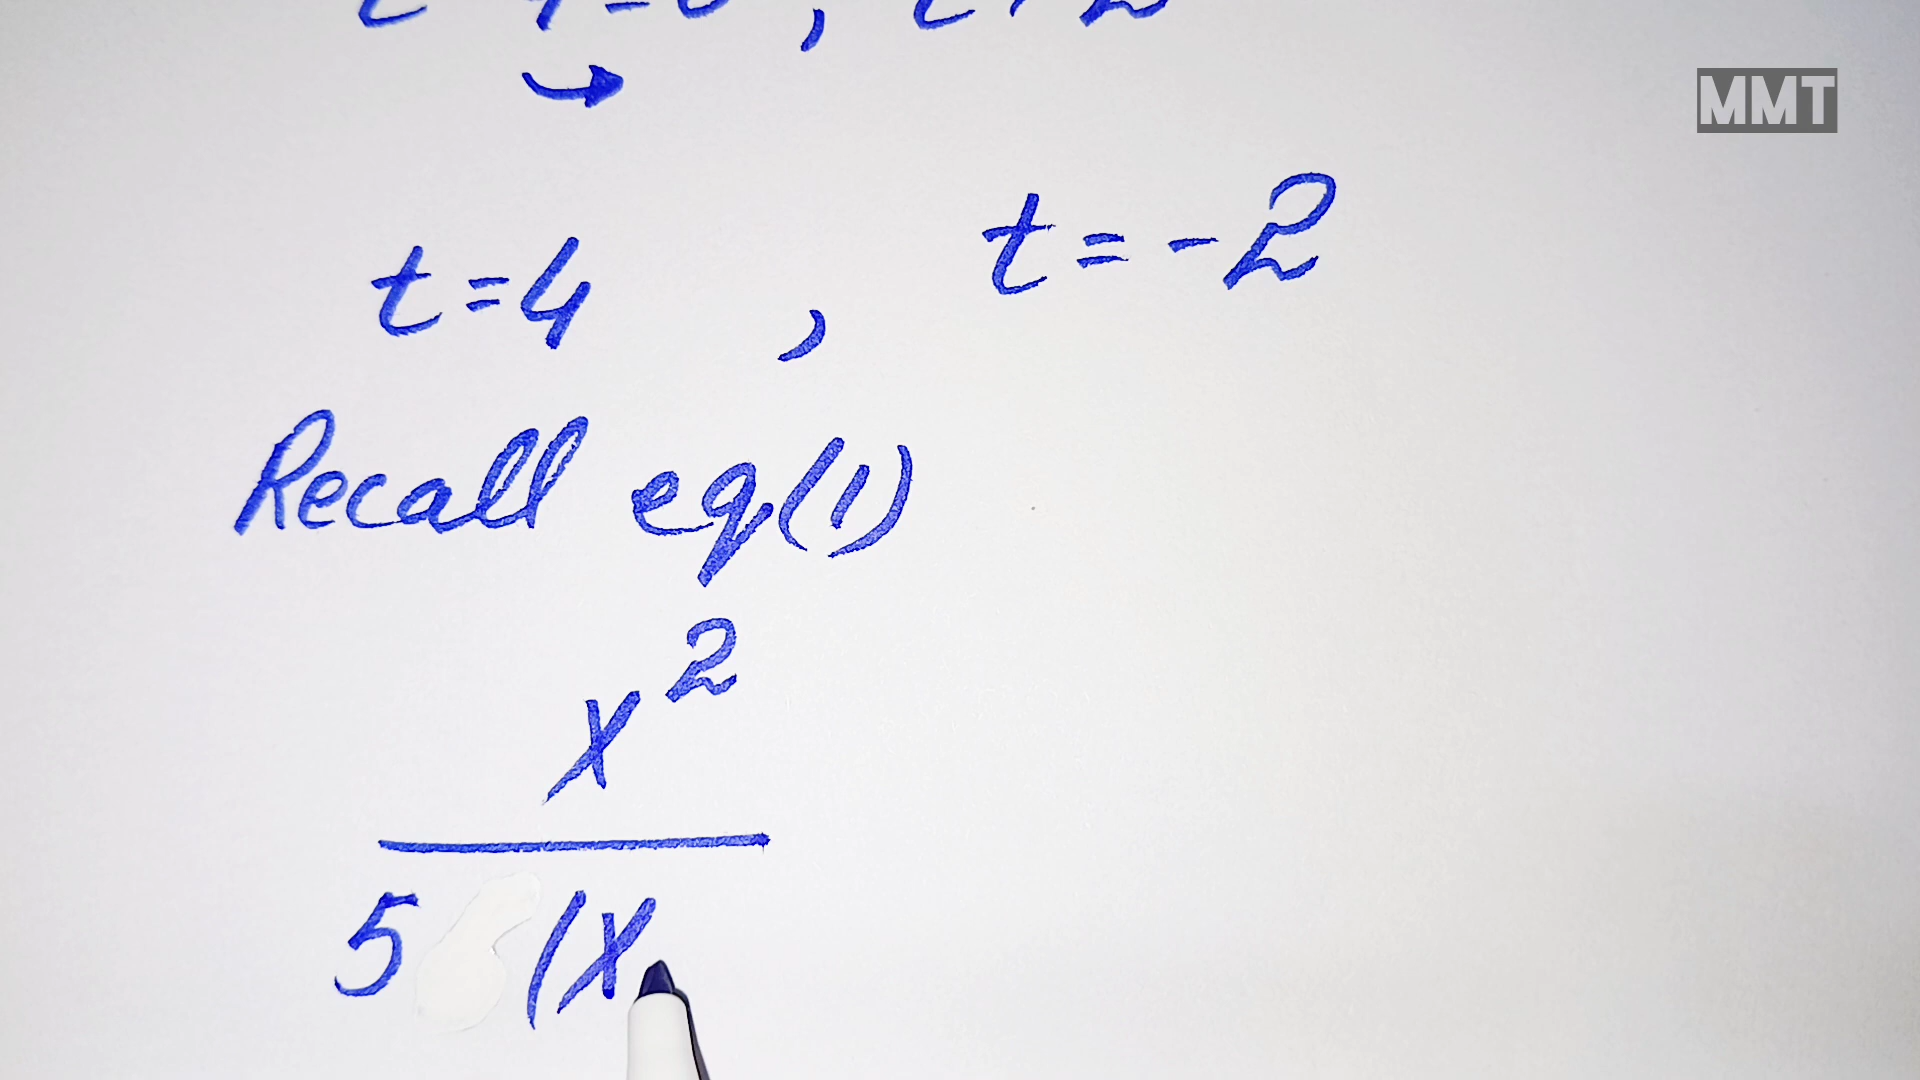 MMT
t=4 , t=-2
Recall eq(1)
x²
5 (x